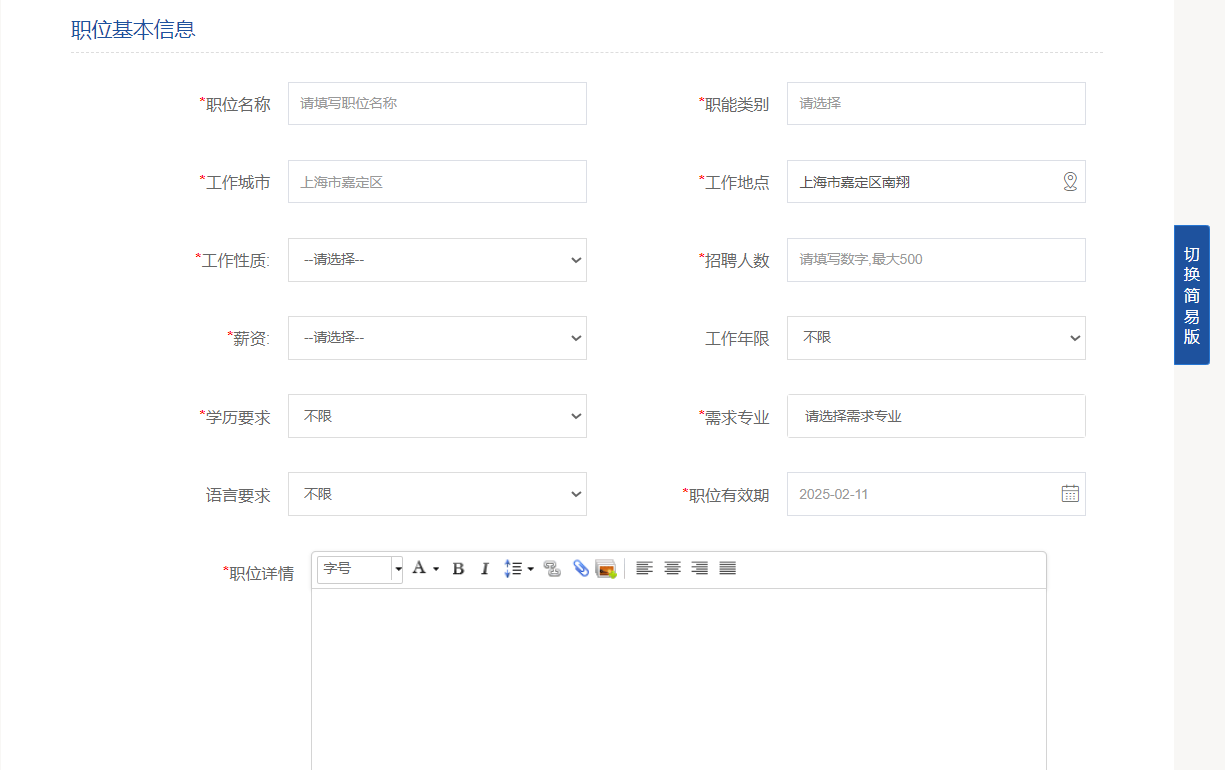 职位基本信息
*职位名称 请填写职位名称 *职能类别 请选择
*工作城市 上海市嘉定区 *工作地点 上海市嘉定区南翔
*工作性质: --请选择-- *招聘人数 请填写数字,最大500
*薪资: --请选择-- 工作年限 不限
*学历要求 不限 *需求专业 请选择需求专业
语言要求 不限 *职位有效期 2025-02-11
*职位详情 字号 A B I
切换简易版